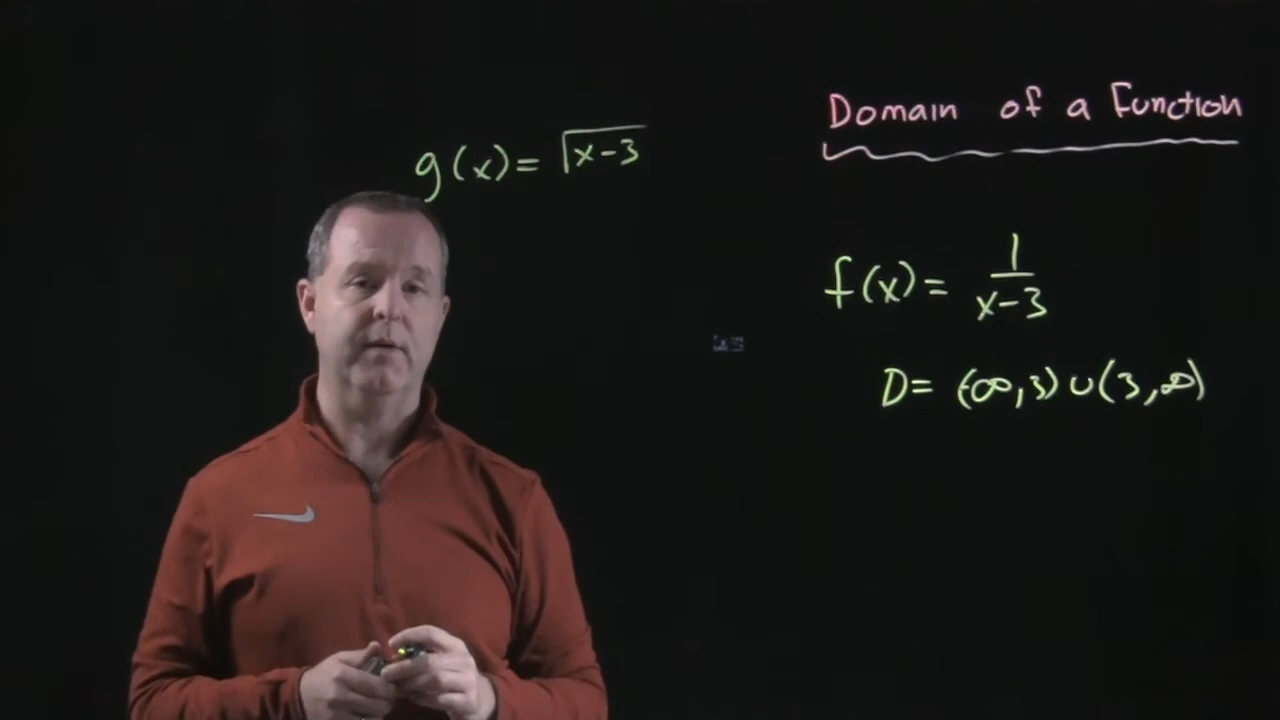 Domain of a Function
g(x) = √x-3
f(x) = 1/x-3
D = (∞,3) ∪ (3,∞)